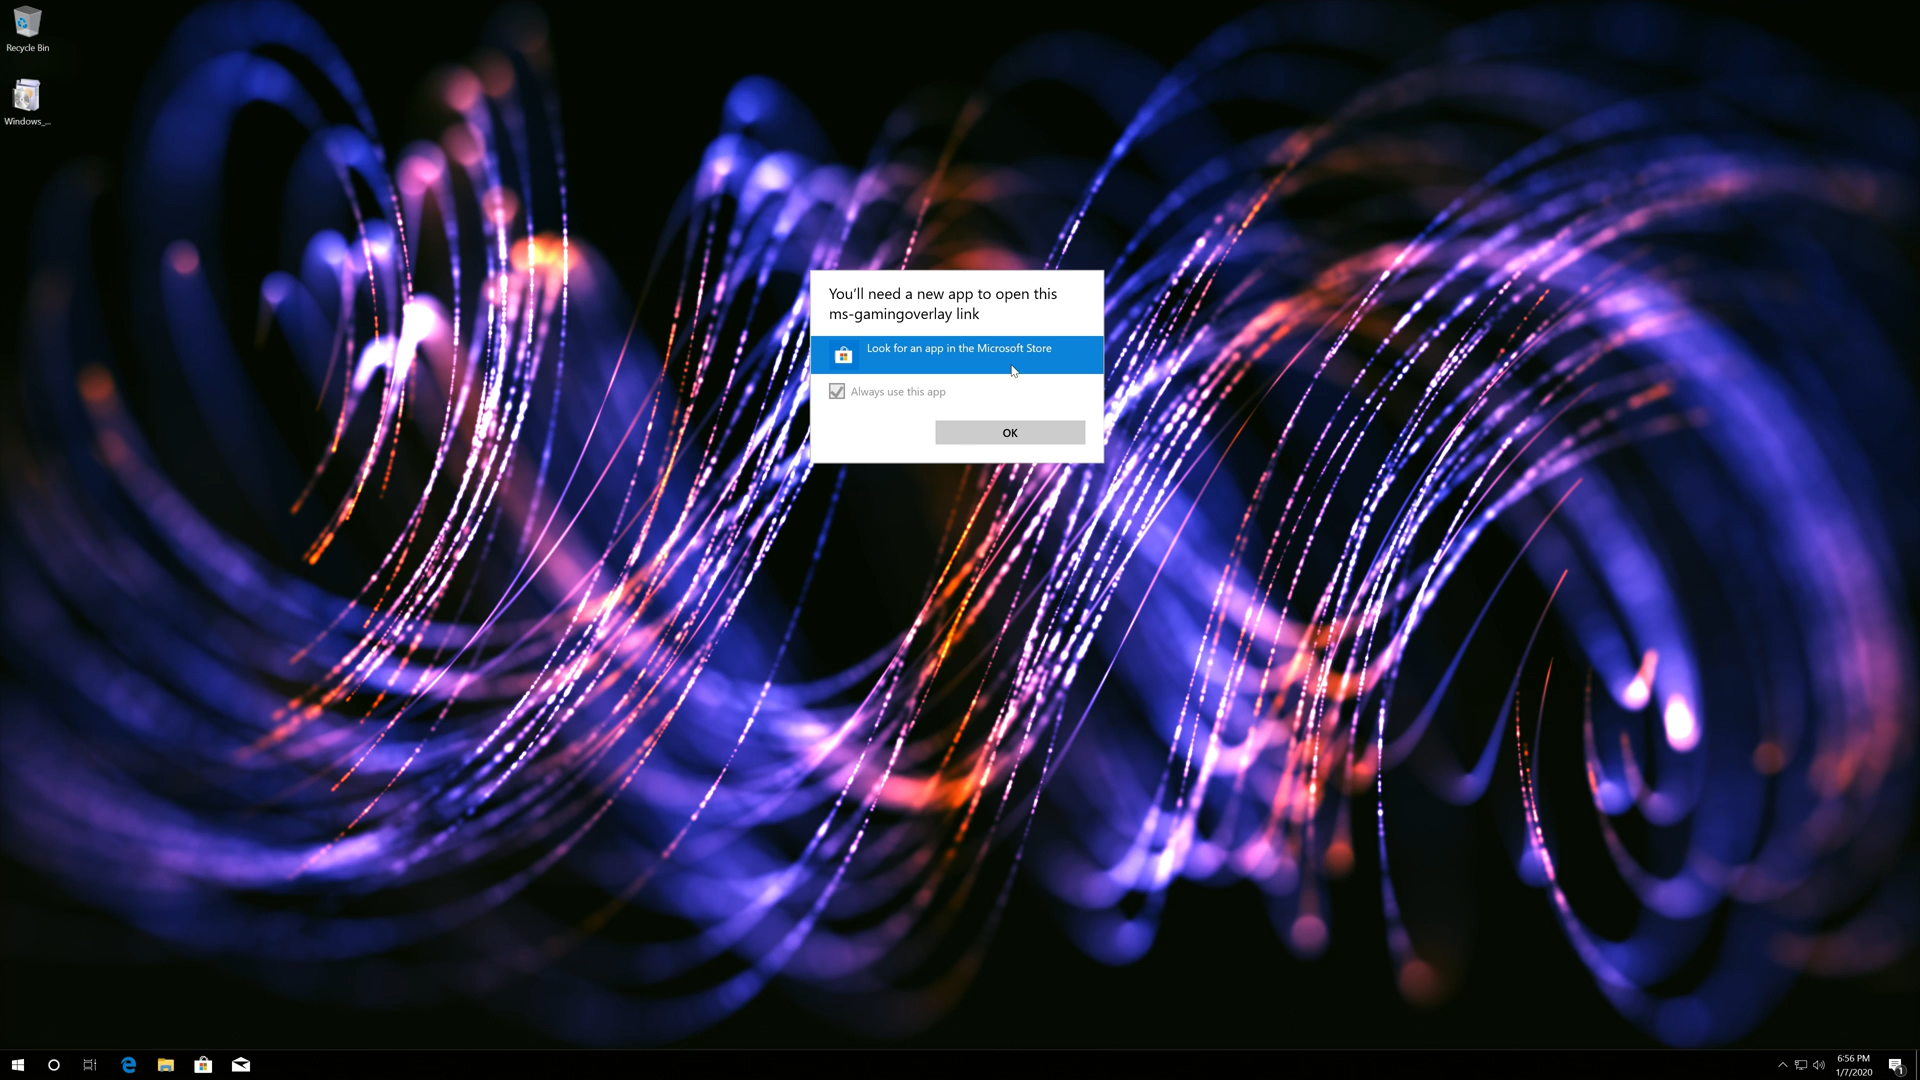 Recycle Bin
Windows_...
You'll need a new app to open this
ms-gamingoverlay link
Look for an app in the Microsoft Store
Always use this app
OK
6:56 PM
1/7/2020
1